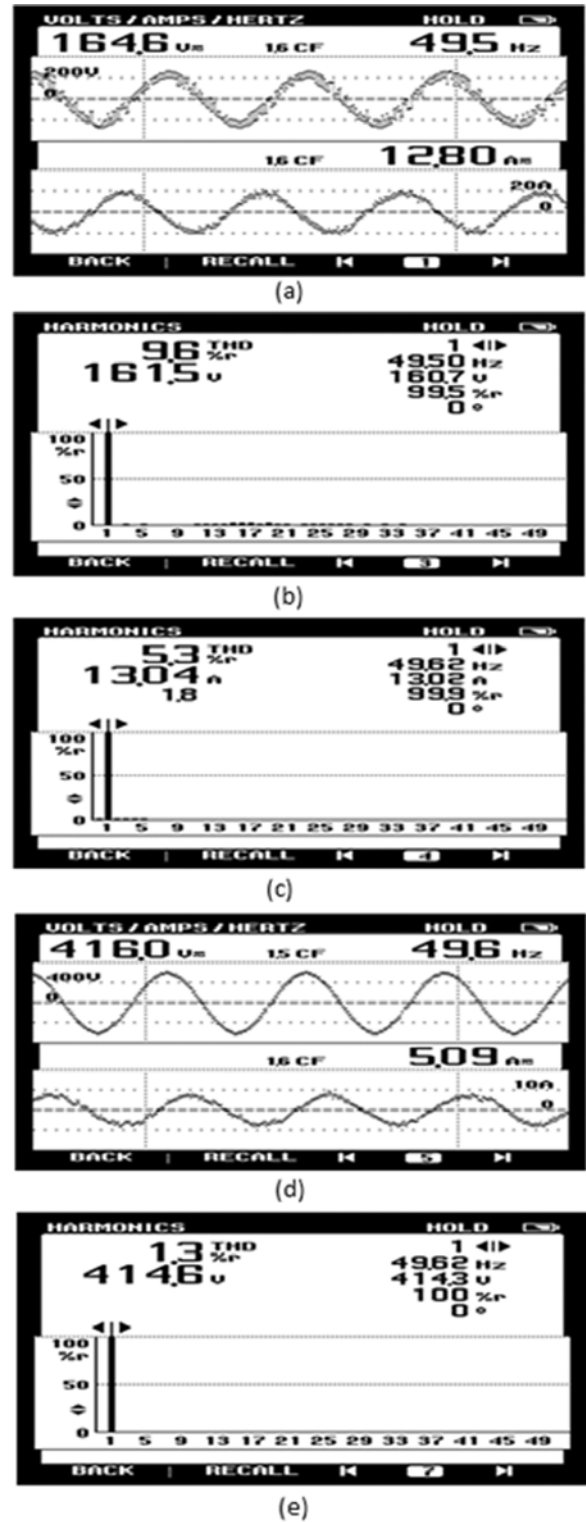 VOLTS/AMPS/HERTZ HOLD
164,6 V≂ 1,6 CF 49,5 Hz
200V
0
1,6 CF 12,80 A≂
20A
0
BACK RECALL 1
(a)
HARMONICS HOLD
9,6 THD %r 1
161,5 V 49,50 Hz
160,7 V
99,5 %r
0 °
100
%r
50
0
1 5 9 13 17 21 25 29 33 37 41 45 49
BACK RECALL 3
(b)
HARMONICS HOLD
5,3 THD %r 1
13,04 A 49,62 Hz
1,8 13,02 A
99,9 %r
0 °
100
%r
50
0
1 5 9 13 17 21 25 29 33 37 41 45 49
BACK RECALL 4
(c)
VOLTS/AMPS/HERTZ HOLD
416,0 V≂ 1,5 CF 49,6 Hz
400V
0
1,6 CF 5,09 A≂
10A
0
BACK RECALL 5
(d)
HARMONICS HOLD
1,3 THD %r 1
414,6 V 49,62 Hz
414,3 V
100 %r
0 °
100
%r
50
0
1 5 9 13 17 21 25 29 33 37 41 45 49
BACK RECALL 7
(e)